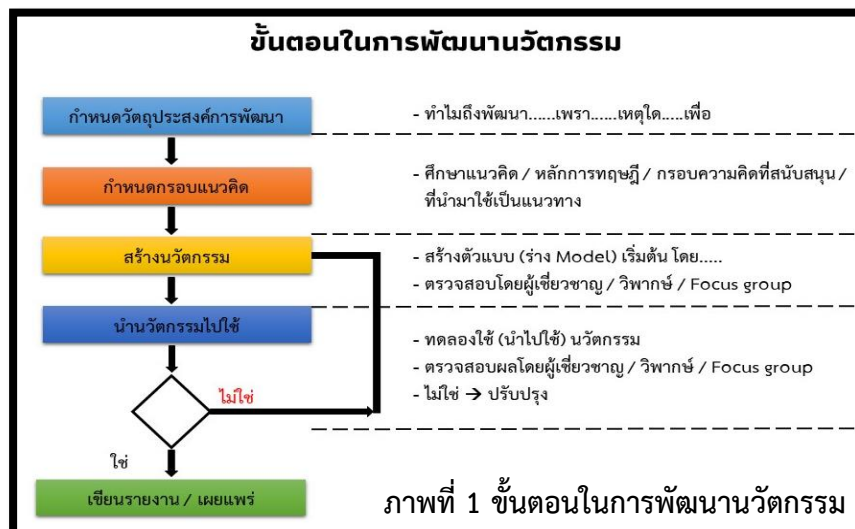 ขั้นตอนในการพัฒนานวัตกรรม
กำหนดวัตถุประสงค์การพัฒนา
- ทำไมถึงพัฒนา......เพรา......เหตุใด.....เพื่อ
กำหนดกรอบแนวคิด
- ศึกษาแนวคิด / หลักการทฤษฎี / กรอบความคิดที่สนับสนุน /
ที่นำมาใช้เป็นแนวทาง
สร้างนวัตกรรม
- สร้างตัวแบบ (ร่าง Model) เริ่มต้น โดย.....
- ตรวจสอบโดยผู้เชี่ยวชาญ / วิพากษ์ / Focus group
นำนวัตกรรมไปใช้
- ทดลองใช้ (นำไปใช้) นวัตกรรม
- ตรวจสอบผลโดยผู้เชี่ยวชาญ / วิพากษ์ / Focus group
- ไม่ใช่ → ปรับปรุง
ไม่ใช่
ใช่
เขียนรายงาน / เผยแพร่
ภาพที่ 1 ขั้นตอนในการพัฒนานวัตกรรม